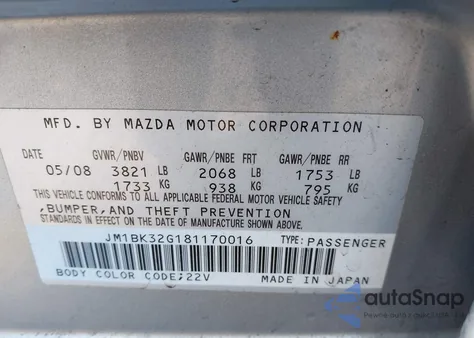 MFD. BY MAZDA MOTOR CORPORATION
GVWR/PNBV GAWR/PNBE FRT GAWR/PNBE RR
05/08 3821 LB 2068 LB 1753 LB
1733 KG 938 KG 795 KG
THIS VEHICLE CONFORMS TO ALL APPLICABLE FEDERAL MOTOR VEHICLE SAFETY
,BUMPER,AND THEFT PREVENTION
STANDARDS IN EFFECT ON THE DATE OF MANUFACTURE SHOWN ABOVE.
JM1BK32G181170016 TYPE:PASSENGER
BODY COLOR CODE;22V MADE IN JAPAN
autoSnap